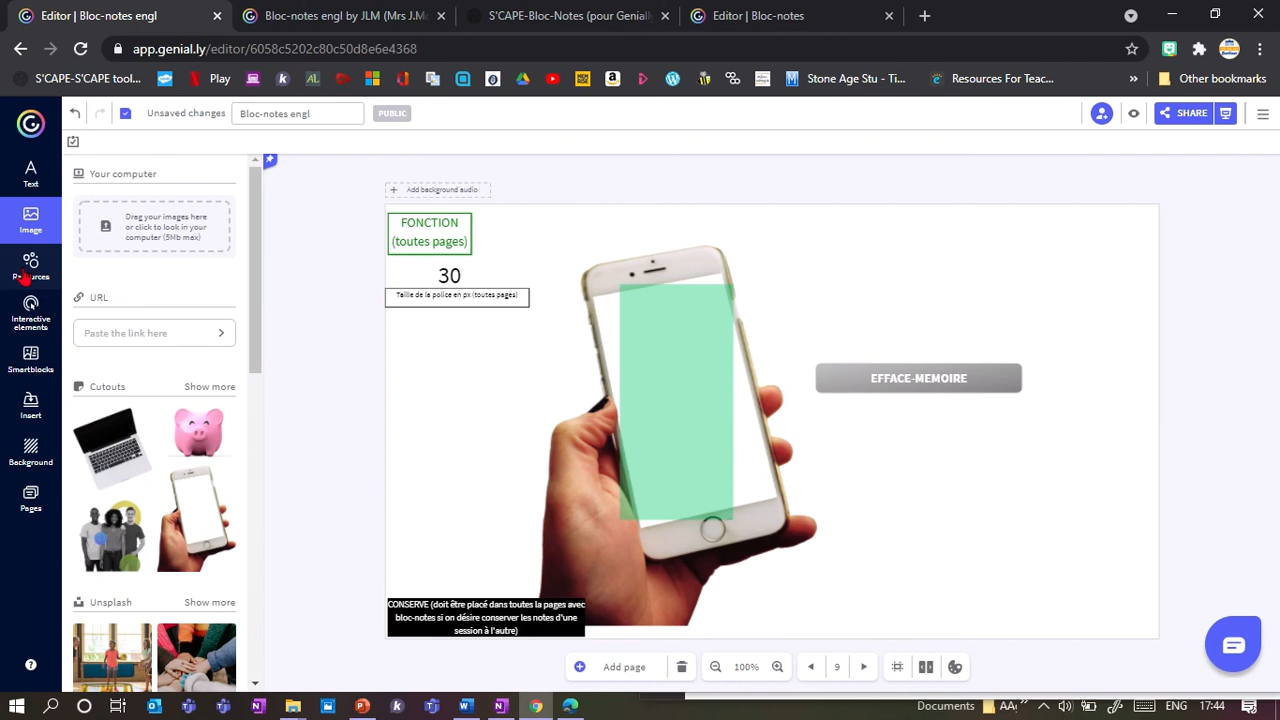 Editor | Bloc-notes engl
Bloc-notes engl by JLM (Mrs J.Mc
S'CAPE-Bloc-Notes (pour Genially
Editor | Bloc-notes
app.genial.ly/editor/6058c5202c80c50d8e6e4368
S'CAPE-S'CAPE tool...
Play
Stone Age Stu - Ti...
Resources For Teac...
Other bookmarks
Unsaved changes
Bloc-notes engl
PUBLIC
SHARE
Text
Image
Resources
Interactive
elements
Smartblocks
Insert
Background
Pages
Your computer
Drag your images here
or click to look in your
computer (5Mb max)
URL
Paste the link here
Cutouts
Show more
Unsplash
Show more
Add background audio
FONCTION
(toutes pages)
30
Taille de la police en px (toutes pages)
EFFACE-MEMOIRE
CONSERVE (doit être placé dans toutes la pages avec
bloc-notes si on désire conserver les notes d'une
session à l'autre)
Add page
100%
9
Documents
ENG
17:44